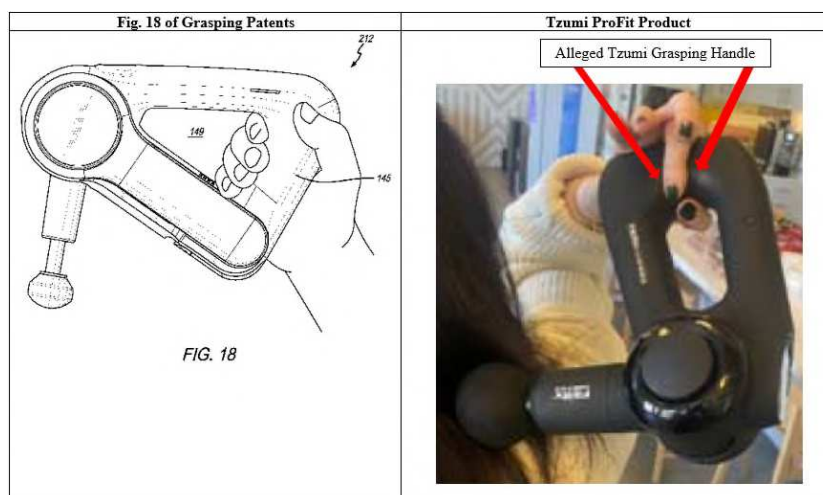 Fig. 18 of Grasping Patents
Tzumi ProFit Product
Alleged Tzumi Grasping Handle
212
149
145
FIG. 18